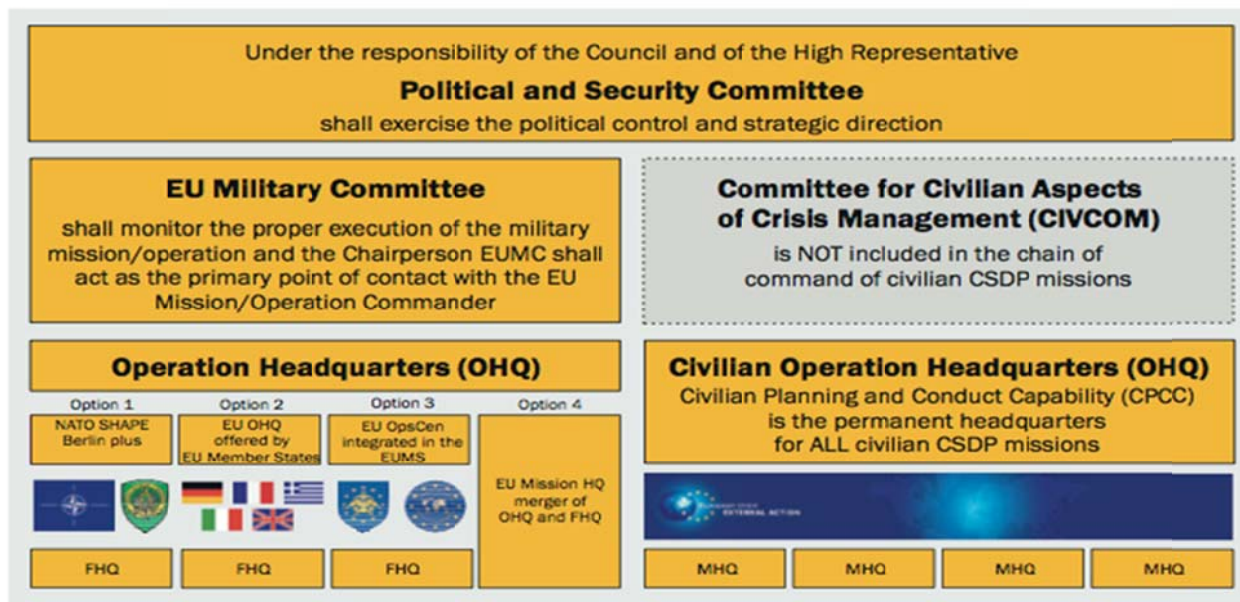 Under the responsibility of the Council and of the High Representative
Political and Security Committee
shall exercise the political control and strategic direction
EU Military Committee
shall monitor the proper execution of the military
mission/operation and the Chairperson EUMC shall
act as the primary point of contact with the EU
Mission/Operation Commander
Committee for Civilian Aspects
of Crisis Management (CIVCOM)
is NOT included in the chain of
command of civilian CSDP missions
Operation Headquarters (OHQ)
Option 1
NATO SHAPE
Berlin plus
FHQ
Option 2
EU OHQ
offered by
EU Member States
FHQ
Option 3
EU OpsCen
integrated in the
EUMS
FHQ
Option 4
EU Mission HQ
merger of
OHQ and FHQ
Civilian Operation Headquarters (OHQ)
Civilian Planning and Conduct Capability (CPCC)
is the permanent headquarters
for ALL civilian CSDP missions
EXTERNAL ACTION
MHQ
MHQ
MHQ
MHQ